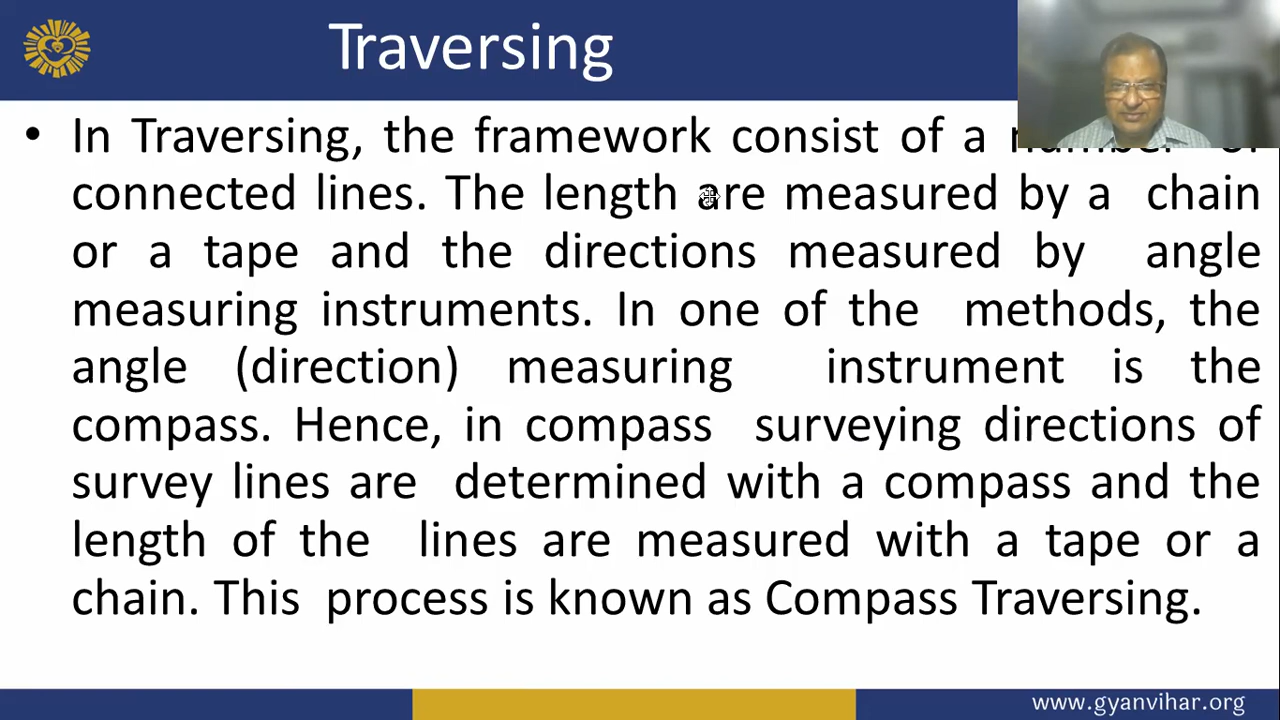 Traversing
• In Traversing, the framework consist of a number of
connected lines. The length are measured by a chain
or a tape and the directions measured by angle
measuring instruments. In one of the methods, the
angle (direction) measuring instrument is the
compass. Hence, in compass surveying directions of
survey lines are determined with a compass and the
length of the lines are measured with a tape or a
chain. This process is known as Compass Traversing.
www.gyanvihar.org